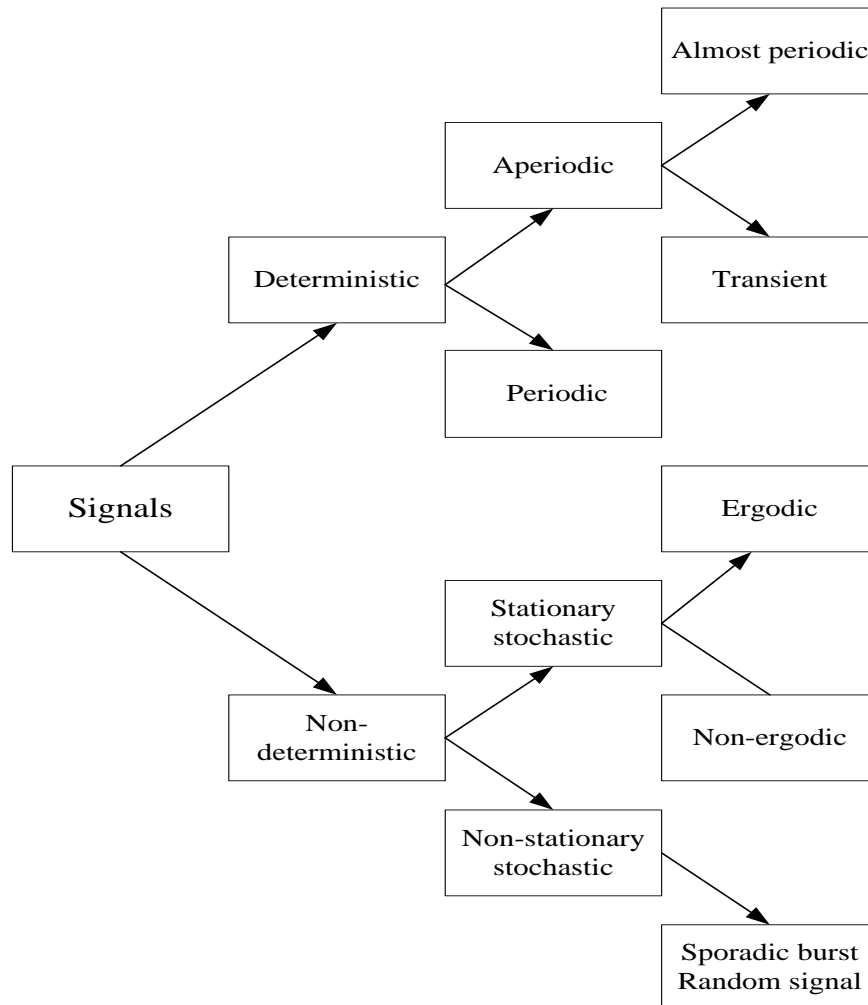 Almost periodic
Aperiodic
Deterministic
Transient
Periodic
Signals
Ergodic
Stationary
stochastic
Non-
deterministic
Non-ergodic
Non-stationary
stochastic
Sporadic burst
Random signal